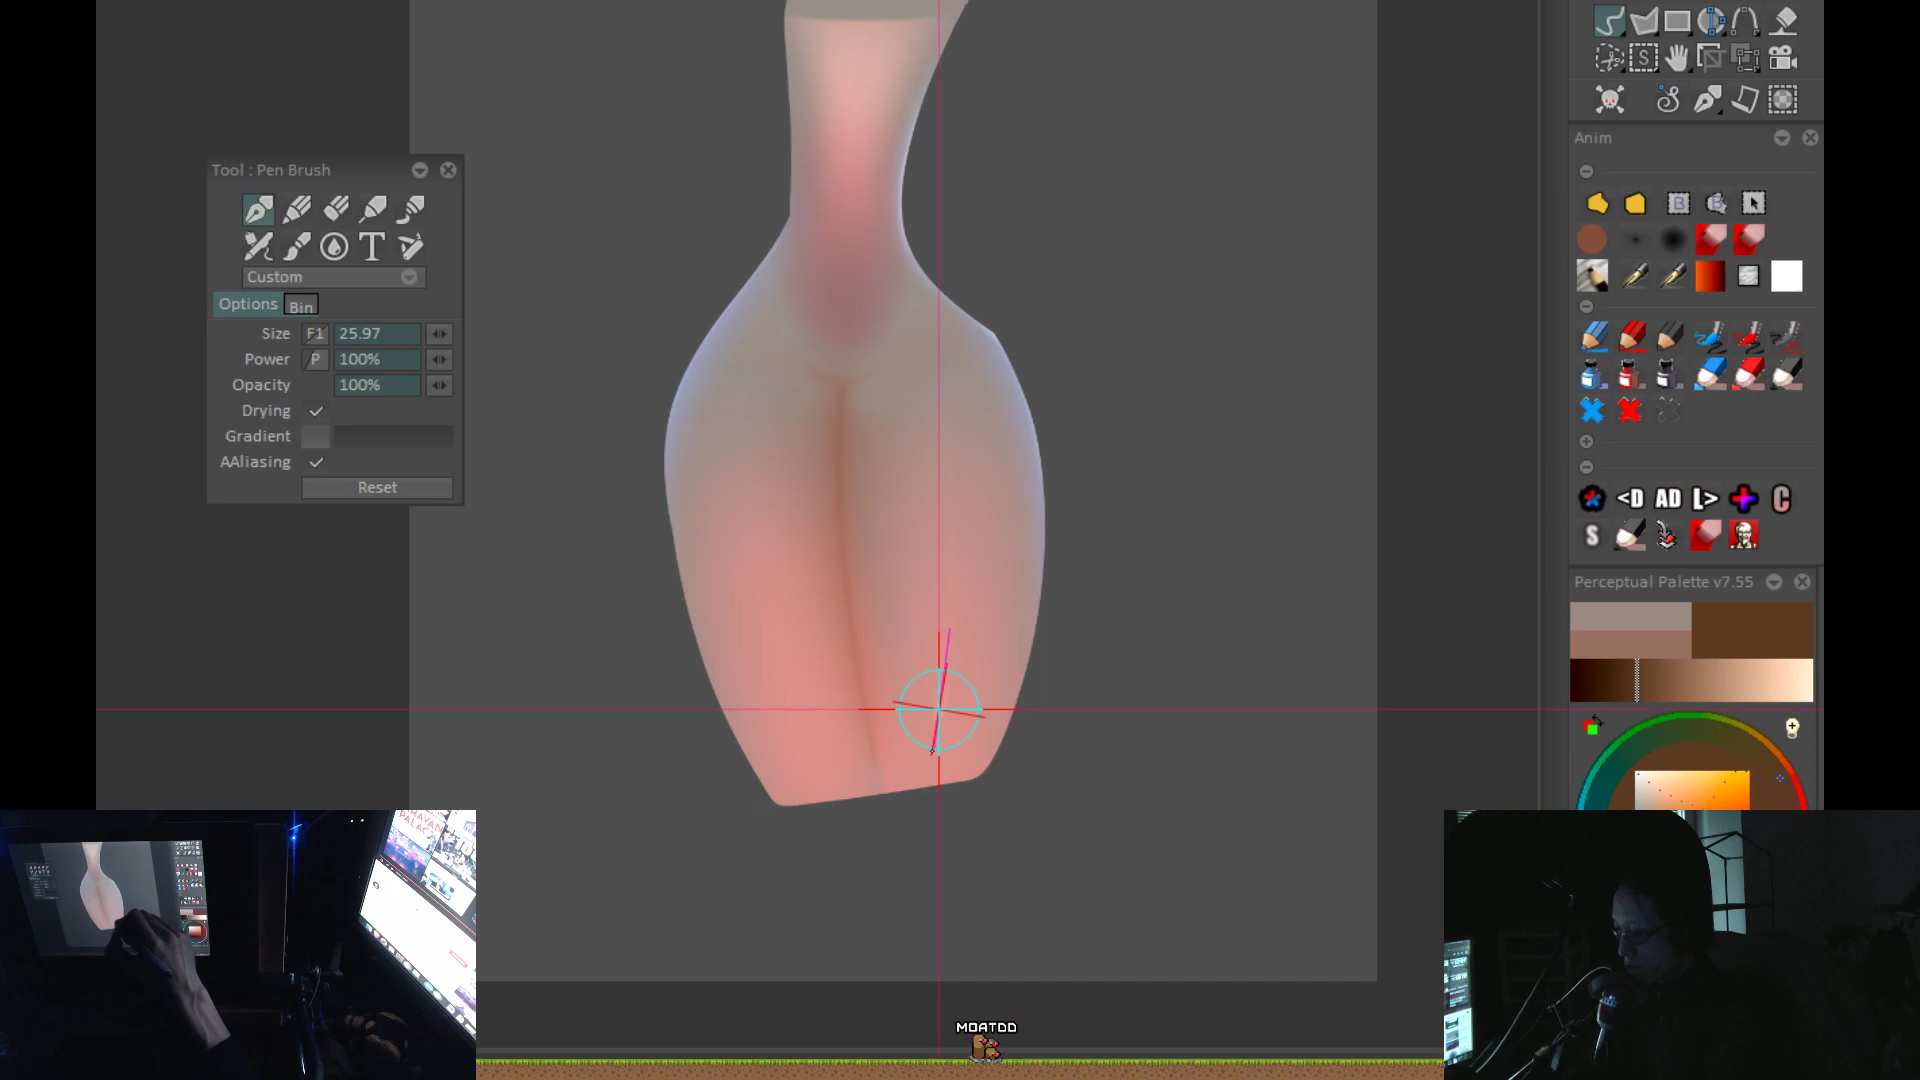 Anim
Tool : Pen Brush
Custom
Options Bin
Size F1 25.97
Power P 100%
Opacity 100%
Drying
Gradient
AAliasing
Reset
<D AD L> C
S
Perceptual Palette v7.55
MOATDD